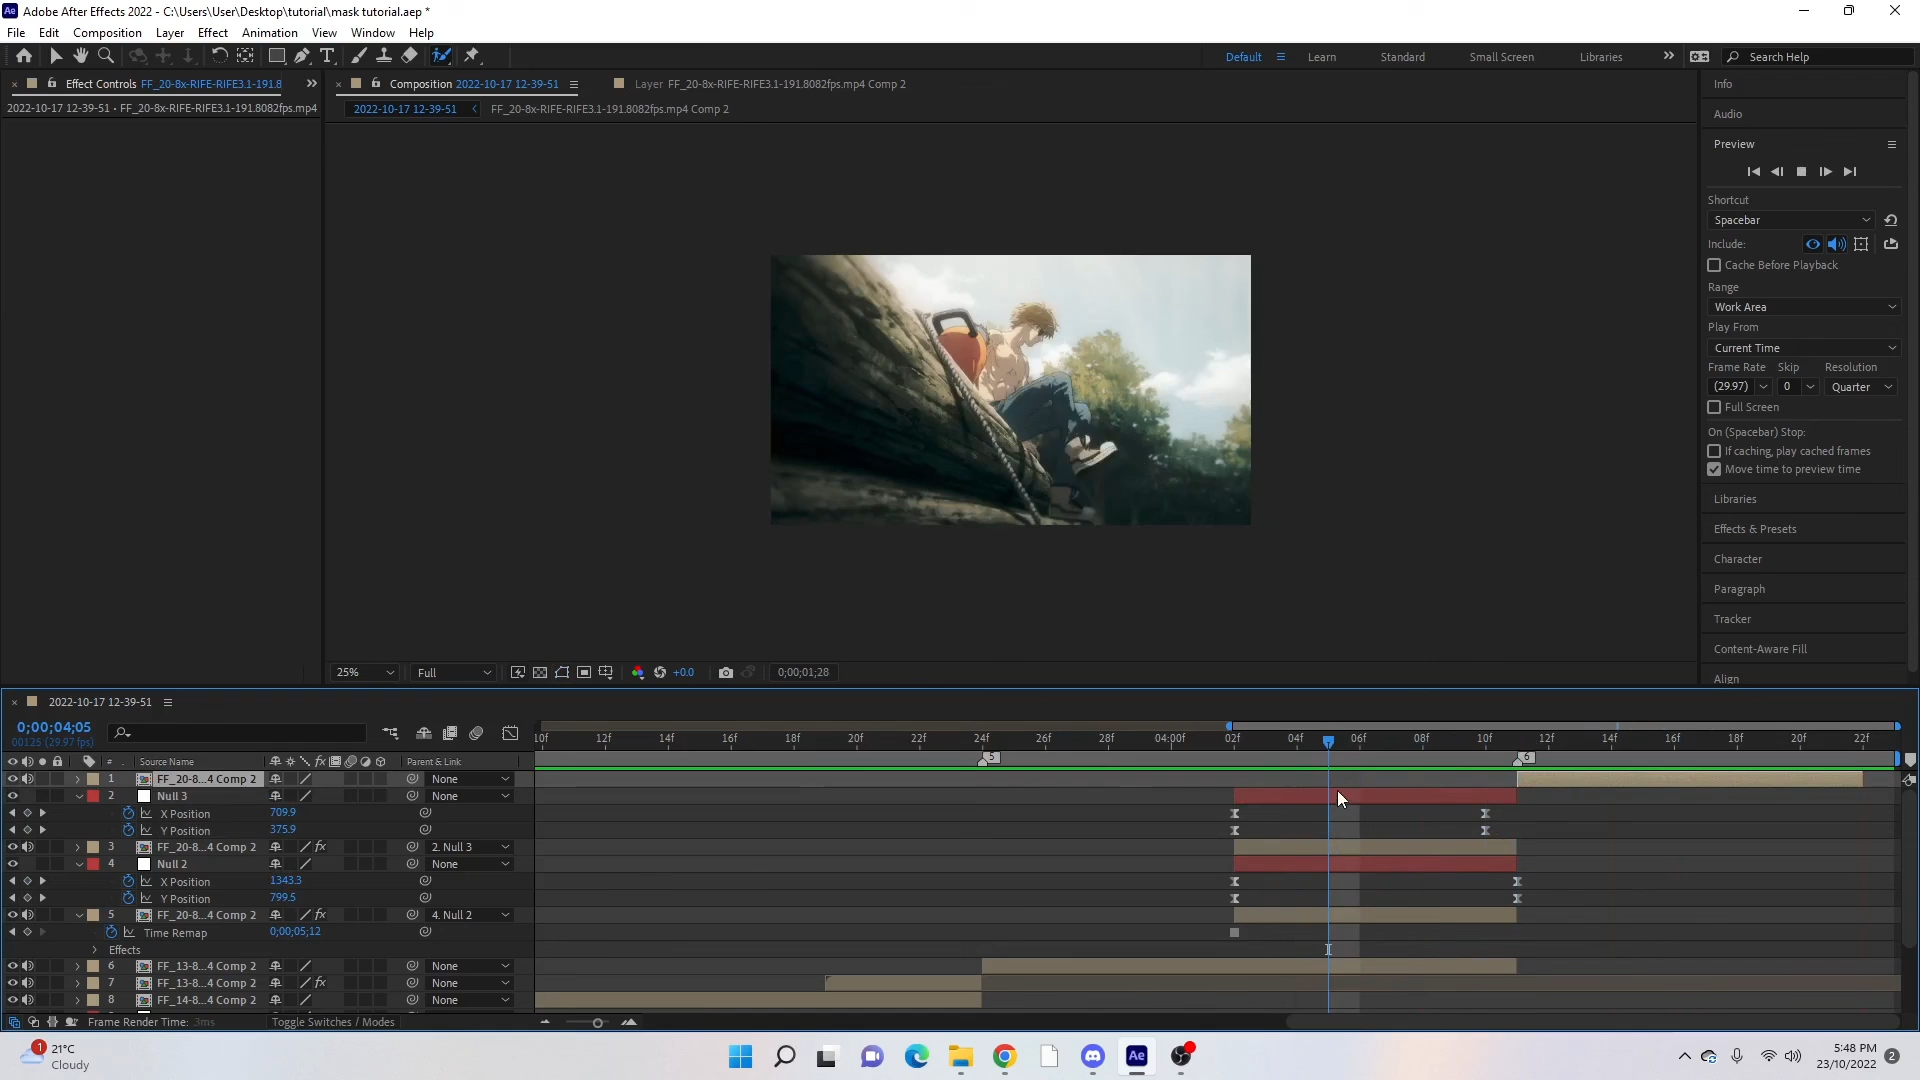 Adobe After Effects 2022 - C:\Users\User\Desktop\tutorial\mask tutorial.aep *
File Edit Composition Layer Effect Animation View Window Help
Default Learn Standard Small Screen Libraries Search Help
Effect Controls FF_20-8x-RIFE-RIFE3.1-191.8
Composition 2022-10-17 12-39-51
Layer FF_20-8x-RIFE-RIFE3.1-191.8082fps.mp4 Comp 2
2022-10-17 12-39-51 • FF_20-8x-RIFE-RIFE3.1-191.8082fps.mp4
2022-10-17 12-39-51 FF_20-8x-RIFE-RIFE3.1-191.8082fps.mp4 Comp 2
Info
Audio
Preview
Shortcut
Spacebar
Include:
Cache Before Playback
Range
Work Area
Play From
Current Time
Frame Rate Skip Resolution
(29.97) 0 Quarter
Full Screen
On (Spacebar) Stop:
If caching, play cached frames
Move time to preview time
Libraries
Effects & Presets
Character
Paragraph
Tracker
Content-Aware Fill
Align
25% Full +0.0 0;00;01;28
2022-10-17 12-39-51
0;00;04;05
00125 (29.97 fps)
10f 12f 14f 16f 18f 20f 22f 24f 26f 28f 04:00f 02f 04f 06f 08f 10f 12f 14f 16f 18f 20f 22f
# Source Name fx Parent & Link 5 6
1 FF_20-8...4 Comp 2 None
2 Null 3 None
X Position 709.9
Y Position 375.9
3 FF_20-8...4 Comp 2 fx 2. Null 3
4 Null 2 None
X Position 1343.3
Y Position 799.5
5 FF_20-8...4 Comp 2 fx 4. Null 2
Time Remap 0;00;05;12
Effects
6 FF_13-8...4 Comp 2 None
7 FF_13-8...4 Comp 2 fx None
8 FF_14-8...4 Comp 2 None
Frame Render Time: 3ms Toggle Switches / Modes
1 21°C
Cloudy
Ae
5:48 PM
23/10/2022
2